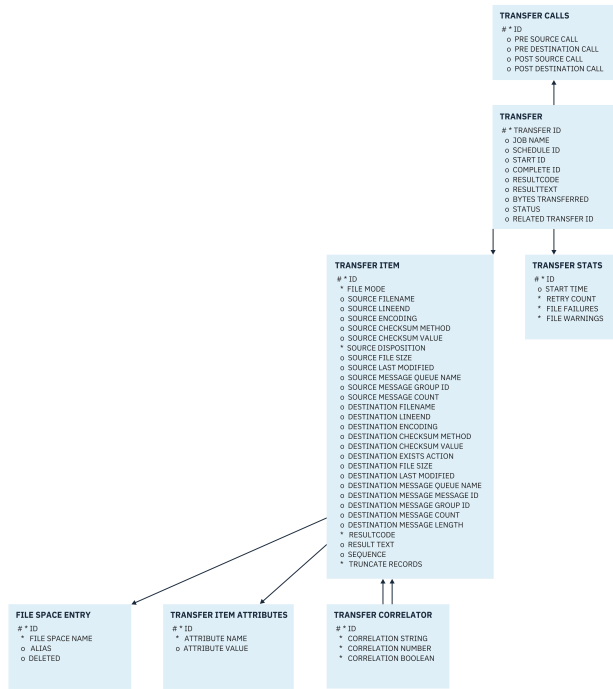 TRANSFER CALLS
# * ID
o PRE SOURCE CALL
o PRE DESTINATION CALL
o POST SOURCE CALL
o POST DESTINATION CALL
TRANSFER
# * TRANSFER ID
o JOB NAME
o SCHEDULE ID
o START ID
o COMPLETE ID
o RESULTCODE
o RESULTTEXT
o BYTES TRANSFERRED
o STATUS
o RELATED TRANSFER ID
TRANSFER ITEM
# * ID
* FILE MODE
o SOURCE FILENAME
o SOURCE LINEEND
o SOURCE ENCODING
o SOURCE CHECKSUM METHOD
o SOURCE CHECKSUM VALUE
* SOURCE DISPOSITION
o SOURCE FILE SIZE
o SOURCE LAST MODIFIED
o SOURCE MESSAGE QUEUE NAME
o SOURCE MESSAGE GROUP ID
o SOURCE MESSAGE COUNT
o DESTINATION FILENAME
o DESTINATION LINEEND
o DESTINATION ENCODING
o DESTINATION CHECKSUM METHOD
o DESTINATION CHECKSUM VALUE
o DESTINATION EXISTS ACTION
o DESTINATION FILE SIZE
o DESTINATION LAST MODIFIED
o DESTINATION MESSAGE QUEUE NAME
o DESTINATION MESSAGE MESSAGE ID
o DESTINATION MESSAGE GROUP ID
o DESTINATION MESSAGE COUNT
o DESTINATION MESSAGE LENGTH
* RESULTCODE
o RESULT TEXT
o SEQUENCE
* TRUNCATE RECORDS
TRANSFER STATS
# * ID
o START TIME
* RETRY COUNT
* FILE FAILURES
* FILE WARNINGS
FILE SPACE ENTRY
# * ID
* FILE SPACE NAME
o ALIAS
o DELETED
TRANSFER ITEM ATTRIBUTES
# * ID
* ATTRIBUTE NAME
o ATTRIBUTE VALUE
TRANSFER CORRELATOR
# * ID
* CORRELATION STRING
* CORRELATION NUMBER
* CORRELATION BOOLEAN